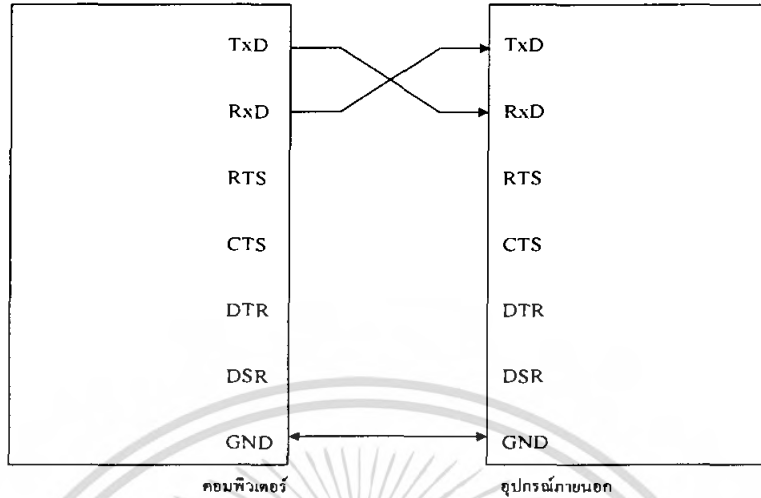 TxD TxD
RxD RxD
RTS RTS
CTS CTS
DTR DTR
DSR DSR
GND GND
คอมพิวเตอร์ อุปกรณ์ภายนอก